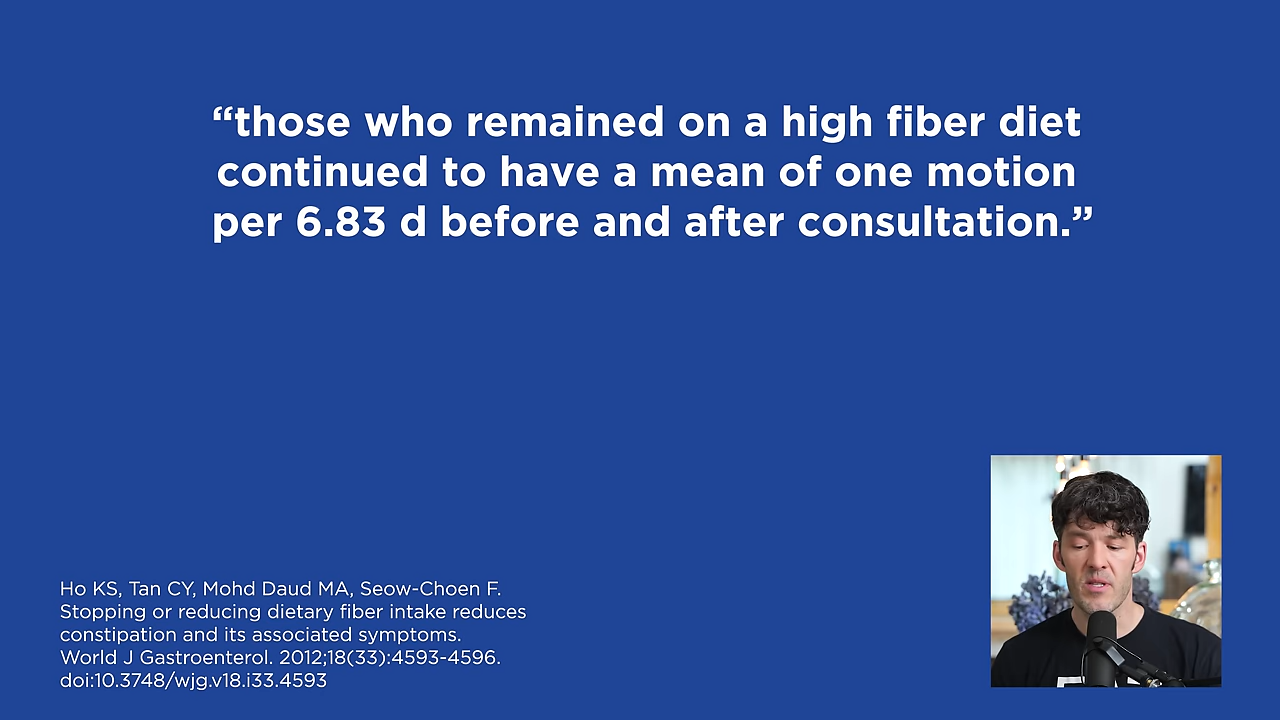 “those who remained on a high fiber diet
continued to have a mean of one motion
per 6.83 d before and after consultation.”
Ho KS, Tan CY, Mohd Daud MA, Seow-Choen F.
Stopping or reducing dietary fiber intake reduces
constipation and its associated symptoms.
World J Gastroenterol. 2012;18(33):4593-4596.
doi:10.3748/wjg.v18.i33.4593